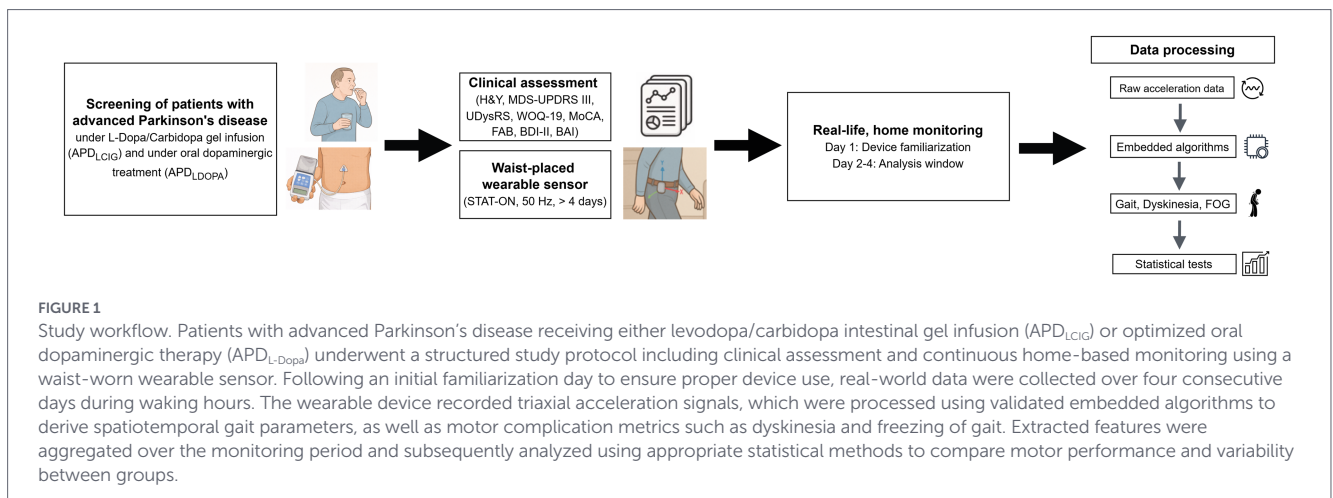 Screening of patients with
advanced Parkinson's disease
under L-Dopa/Carbidopa gel infusion
(APDLCIG) and under oral dopaminergic
treatment (APDLDOPA)
Clinical assessment
(H&Y, MDS-UPDRS III,
UDysRS, WOQ-19, MoCA,
FAB, BDI-II, BAI)
Waist-placed
wearable sensor
(STAT-ON, 50 Hz, > 4 days)
Real-life, home monitoring
Day 1: Device familiarization
Day 2-4: Analysis window
Data processing
Raw acceleration data
Embedded algorithms
Gait, Dyskinesia, FOG
Statistical tests
FIGURE 1
Study workflow. Patients with advanced Parkinson's disease receiving either levodopa/carbidopa intestinal gel infusion (APDLCIG) or optimized oral
dopaminergic therapy (APDL-Dopa) underwent a structured study protocol including clinical assessment and continuous home-based monitoring using a
waist-worn wearable sensor. Following an initial familiarization day to ensure proper device use, real-world data were collected over four consecutive
days during waking hours. The wearable device recorded triaxial acceleration signals, which were processed using validated embedded algorithms to
derive spatiotemporal gait parameters, as well as motor complication metrics such as dyskinesia and freezing of gait. Extracted features were
aggregated over the monitoring period and subsequently analyzed using appropriate statistical methods to compare motor performance and variability
between groups.